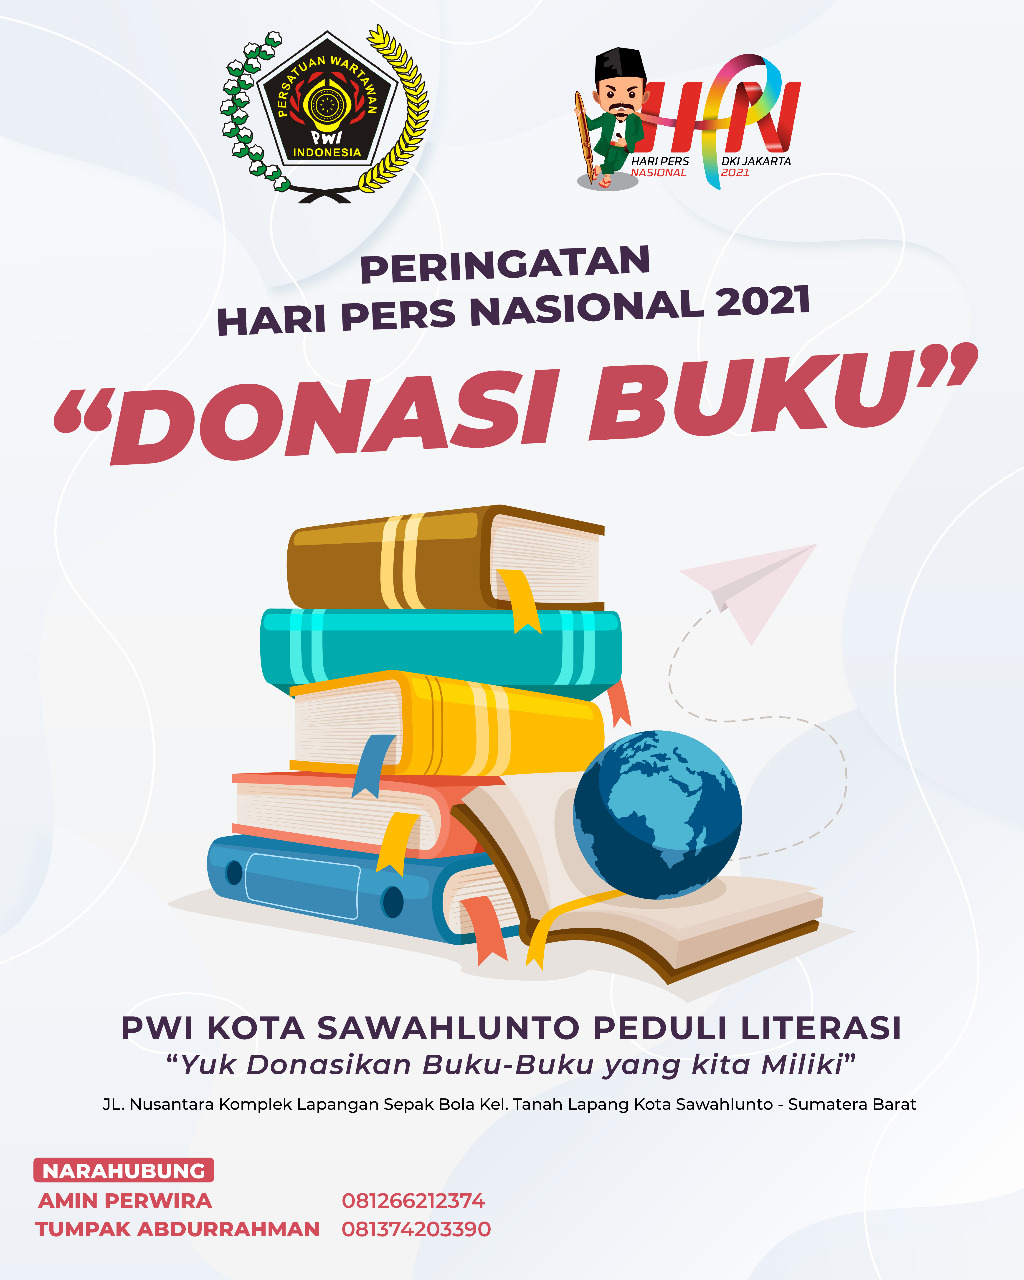 PERSATUAN WARTAWAN
PWI
INDONESIA
HPN
HARI PERS DKI JAKARTA
NASIONAL 2021
PERINGATAN
HARI PERS NASIONAL 2021
“DONASI BUKU”
PWI KOTA SAWAHLUNTO PEDULI LITERASI
“Yuk Donasikan Buku-Buku yang kita Miliki”
JL. Nusantara Komplek Lapangan Sepak Bola Kel. Tanah Lapang Kota Sawahlunto - Sumatera Barat
NARAHUBUNG
AMIN PERWIRA 081266212374
TUMPAK ABDURRAHMAN 081374203390